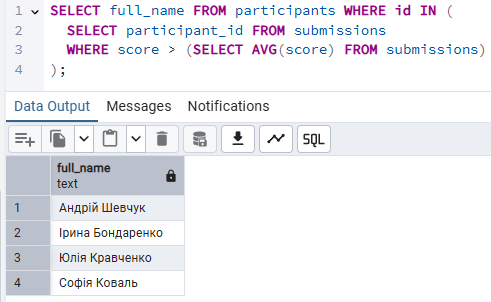 1 SELECT full_name FROM participants WHERE id IN (
2 SELECT participant_id FROM submissions
3 WHERE score > (SELECT AVG(score) FROM submissions)
4 );
Data Output Messages Notifications
SQL
full_name
text
1 Андрій Шевчук
2 Ірина Бондаренко
3 Юлія Кравченко
4 Софія Коваль